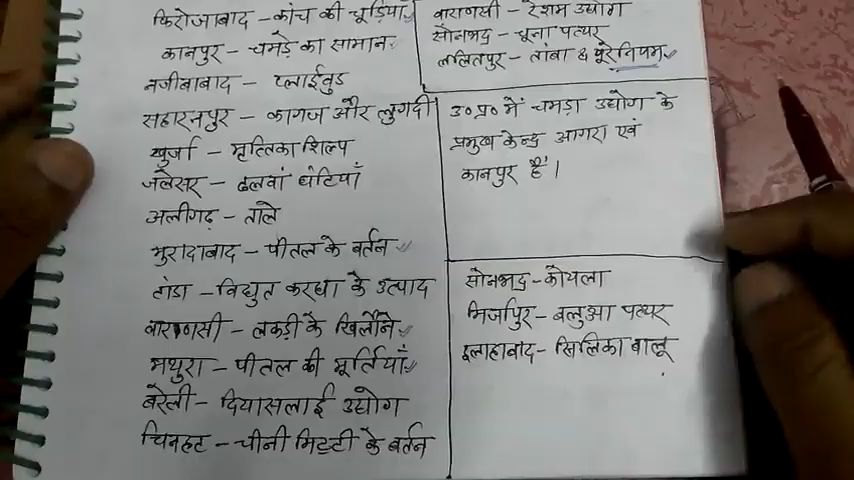 फिरोजाबाद – कांच की चूड़ियाँ
कानपुर – चमड़े का सामान
नजीबाबाद – प्लाईवुड
सहारनपुर – कागज और लुगदी
खुर्जा – मृत्तिका शिल्प
जलेसर – ढलवां घंटियाँ
अलीगढ़ – ताले
मुरादाबाद – पीतल के बर्तन
टांडा – विद्युत करघा के उत्पाद
वाराणसी – लकड़ी के खिलौने
मथुरा – पीतल की मूर्तियाँ
बरेली – दियासलाई उद्योग
चिनहट – चीनी मिट्टी के बर्तन
वाराणसी – रेशम उद्योग
सोनभद्र – चूना पत्थर
ललितपुर – तांबा & यूरेनियम
उ०प्र० में चमड़ा उद्योग के
प्रमुख केन्द्र आगरा एवं
कानपुर हैं।
सोनभद्र – कोयला
मिर्जापुर – बलुआ पत्थर
इलाहाबाद – सिलिका बालू